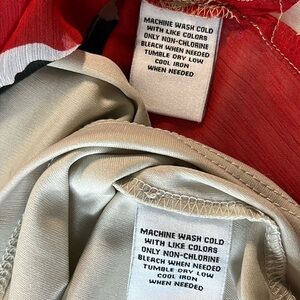 MACHINE WASH COLD
WITH LIKE COLORS
ONLY NON-CHLORINE
BLEACH WHEN NEEDED
TUMBLE DRY LOW
COOL IRON
WHEN NEEDED
MACHINE WASH COLD
WITH LIKE COLORS
ONLY NON-CHLORINE
BLEACH WHEN NEEDED
TUMBLE DRY LOW
COOL IRON
WHEN NEEDED